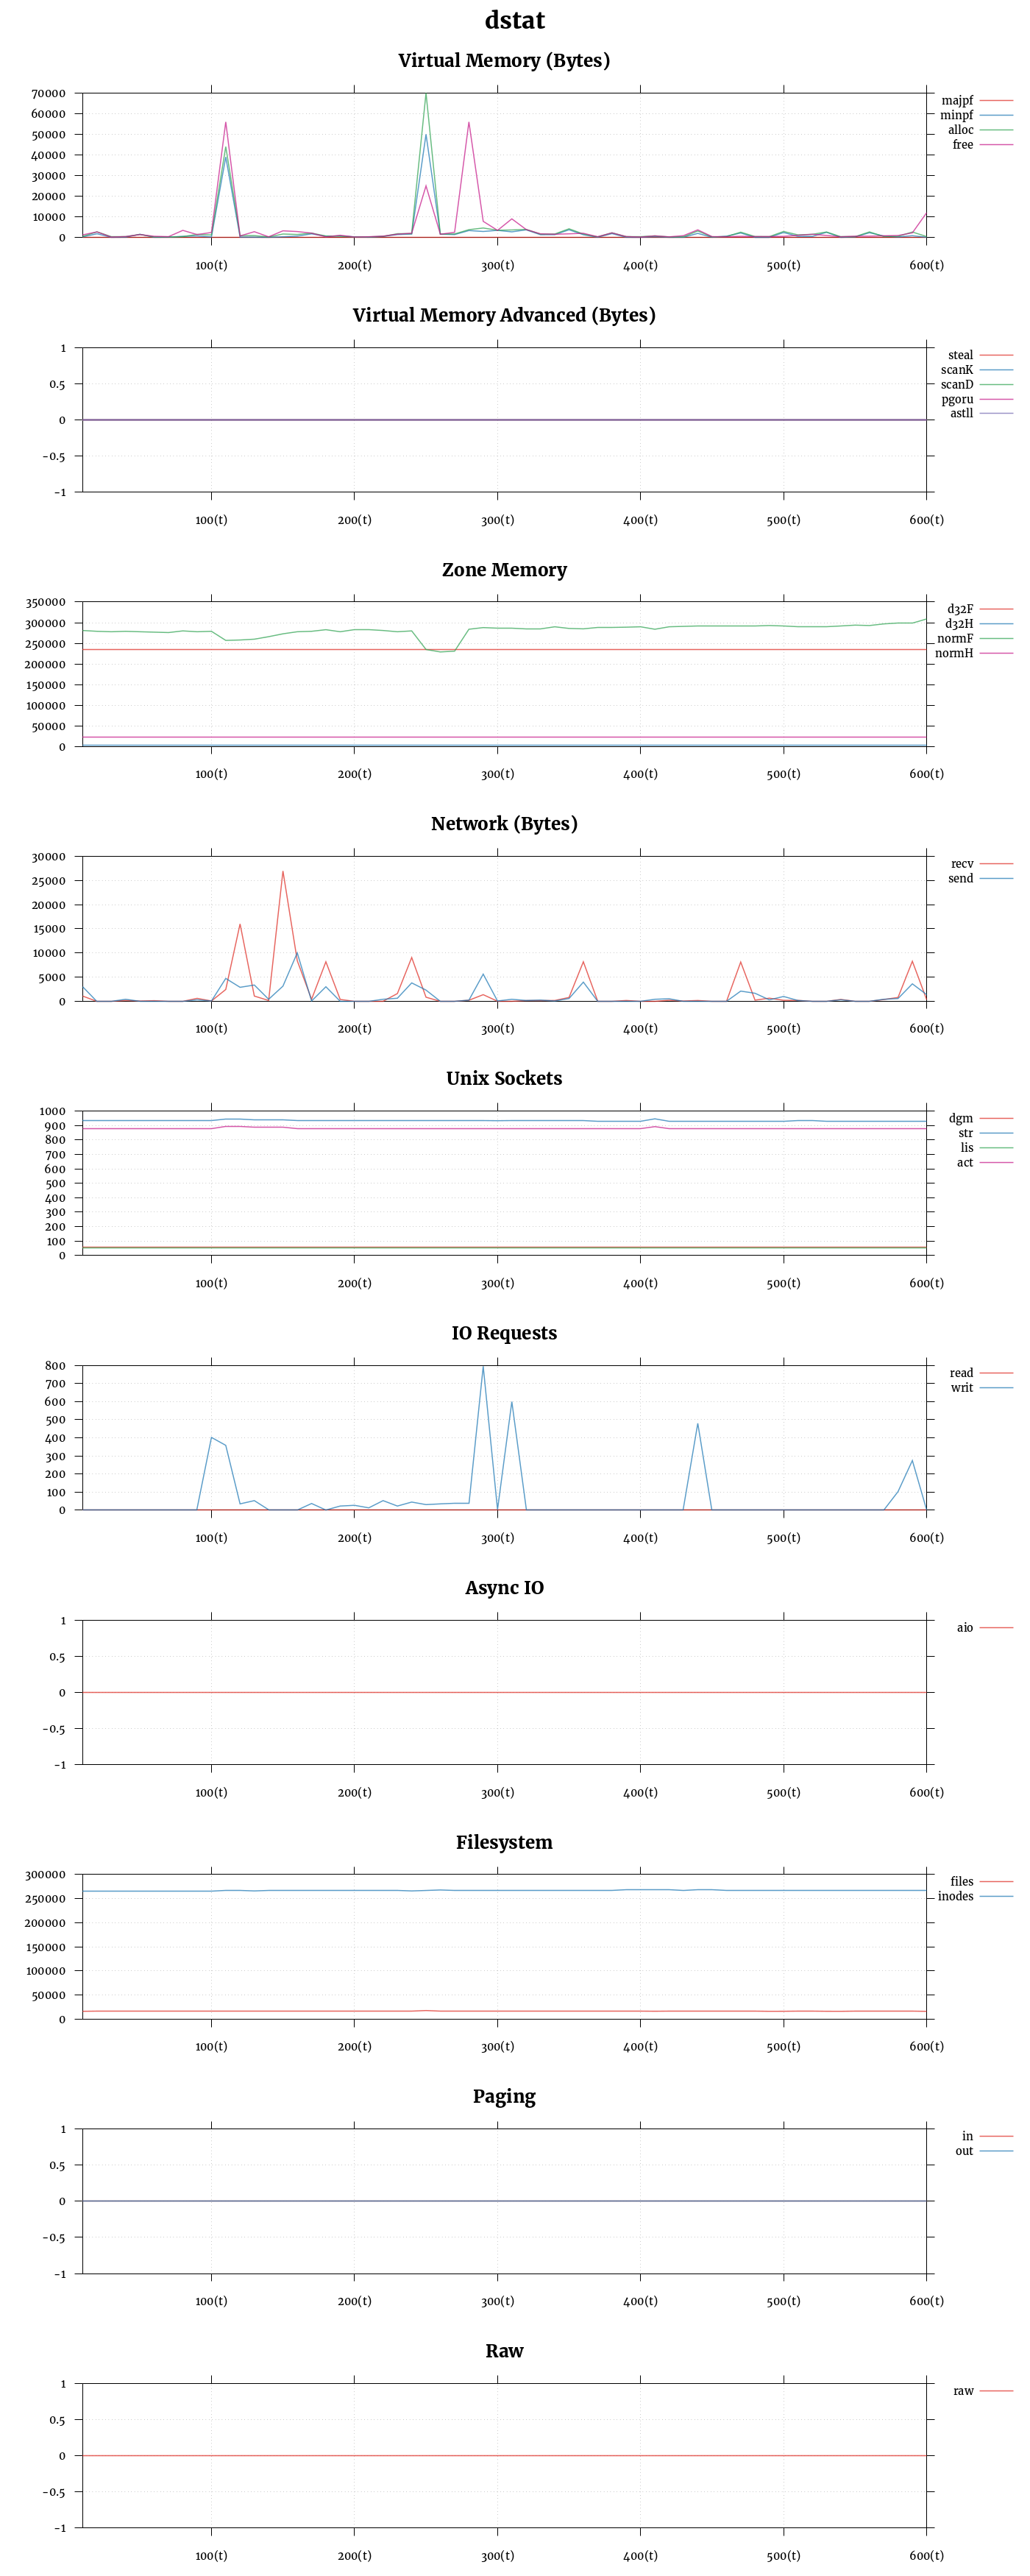 dstat
Virtual Memory (Bytes)
70000
60000
50000
40000
30000
20000
10000
0
100(t) 200(t) 300(t) 400(t) 500(t) 600(t)
majpf
minpf
alloc
free
Virtual Memory Advanced (Bytes)
1
0.5
0
-0.5
-1
100(t) 200(t) 300(t) 400(t) 500(t) 600(t)
steal
scanK
scanD
pgoru
astll
Zone Memory
350000
300000
250000
200000
150000
100000
50000
0
100(t) 200(t) 300(t) 400(t) 500(t) 600(t)
d32F
d32H
normF
normH
Network (Bytes)
30000
25000
20000
15000
10000
5000
0
100(t) 200(t) 300(t) 400(t) 500(t) 600(t)
recv
send
Unix Sockets
1000
900
800
700
600
500
400
300
200
100
0
100(t) 200(t) 300(t) 400(t) 500(t) 600(t)
dgm
str
lis
act
IO Requests
800
700
600
500
400
300
200
100
0
100(t) 200(t) 300(t) 400(t) 500(t) 600(t)
read
writ
Async IO
1
0.5
0
-0.5
-1
100(t) 200(t) 300(t) 400(t) 500(t) 600(t)
aio
Filesystem
300000
250000
200000
150000
100000
50000
0
100(t) 200(t) 300(t) 400(t) 500(t) 600(t)
files
inodes
Paging
1
0.5
0
-0.5
-1
100(t) 200(t) 300(t) 400(t) 500(t) 600(t)
in
out
Raw
1
0.5
0
-0.5
-1
100(t) 200(t) 300(t) 400(t) 500(t) 600(t)
raw